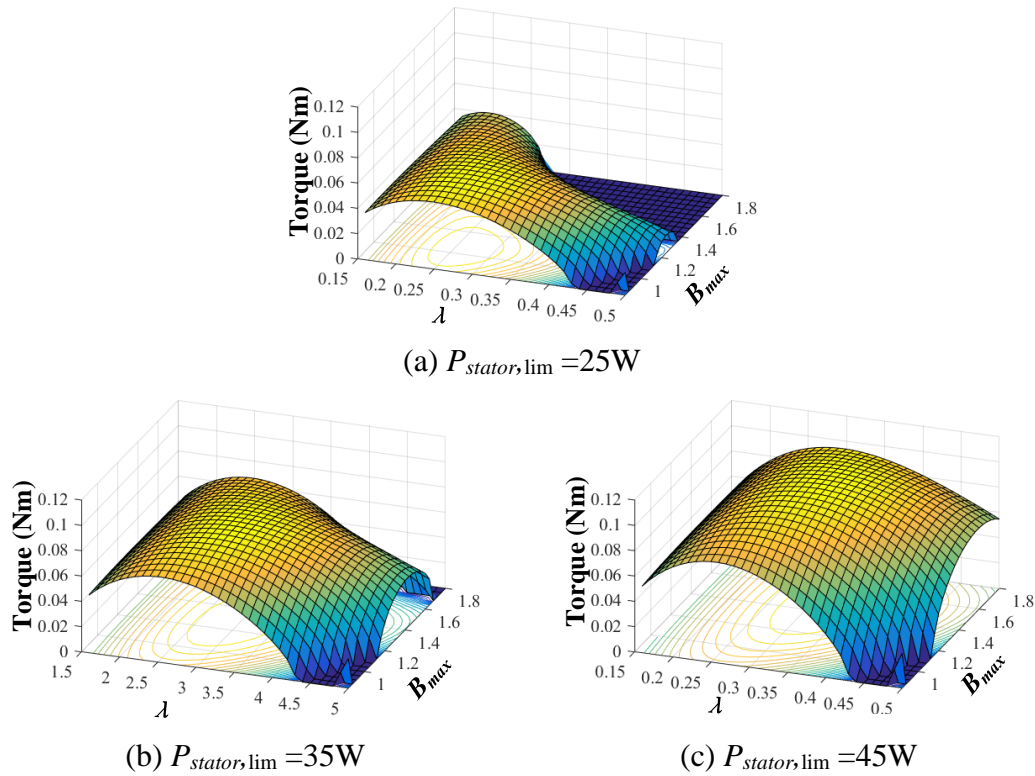 0.12
0.1
0.08
0.06
0.04
0.02
0
Torque (Nm)
0.15 0.2 0.25 0.3 0.35 0.4 0.45 0.5
λ
1 1.2 1.4 1.6 1.8
B max
(a) Pstator,lim =25W
0.12
0.1
0.08
0.06
0.04
0.02
0
Torque (Nm)
1.5 2 2.5 3 3.5 4 4.5 5
λ
1 1.2 1.4 1.6 1.8
B max
(b) Pstator,lim =35W
0.12
0.1
0.08
0.06
0.04
0.02
0
Torque (Nm)
0.15 0.2 0.25 0.3 0.35 0.4 0.45 0.5
λ
1 1.2 1.4 1.6 1.8
B max
(c) Pstator,lim =45W